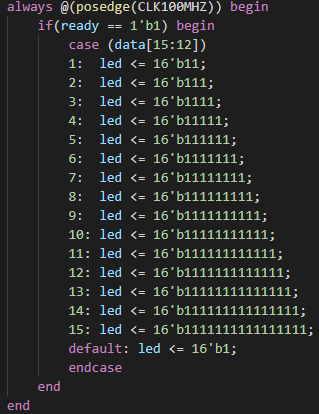 always @(posedge(CLK100MHZ)) begin
if(ready == 1'b1) begin
case (data[15:12])
1:  led <= 16'b11;
2:  led <= 16'b111;
3:  led <= 16'b1111;
4:  led <= 16'b11111;
5:  led <= 16'b111111;
6:  led <= 16'b1111111;
7:  led <= 16'b11111111;
8:  led <= 16'b111111111;
9:  led <= 16'b1111111111;
10: led <= 16'b11111111111;
11: led <= 16'b111111111111;
12: led <= 16'b1111111111111;
13: led <= 16'b11111111111111;
14: led <= 16'b111111111111111;
15: led <= 16'b1111111111111111;
default: led <= 16'b1;
endcase
end
end